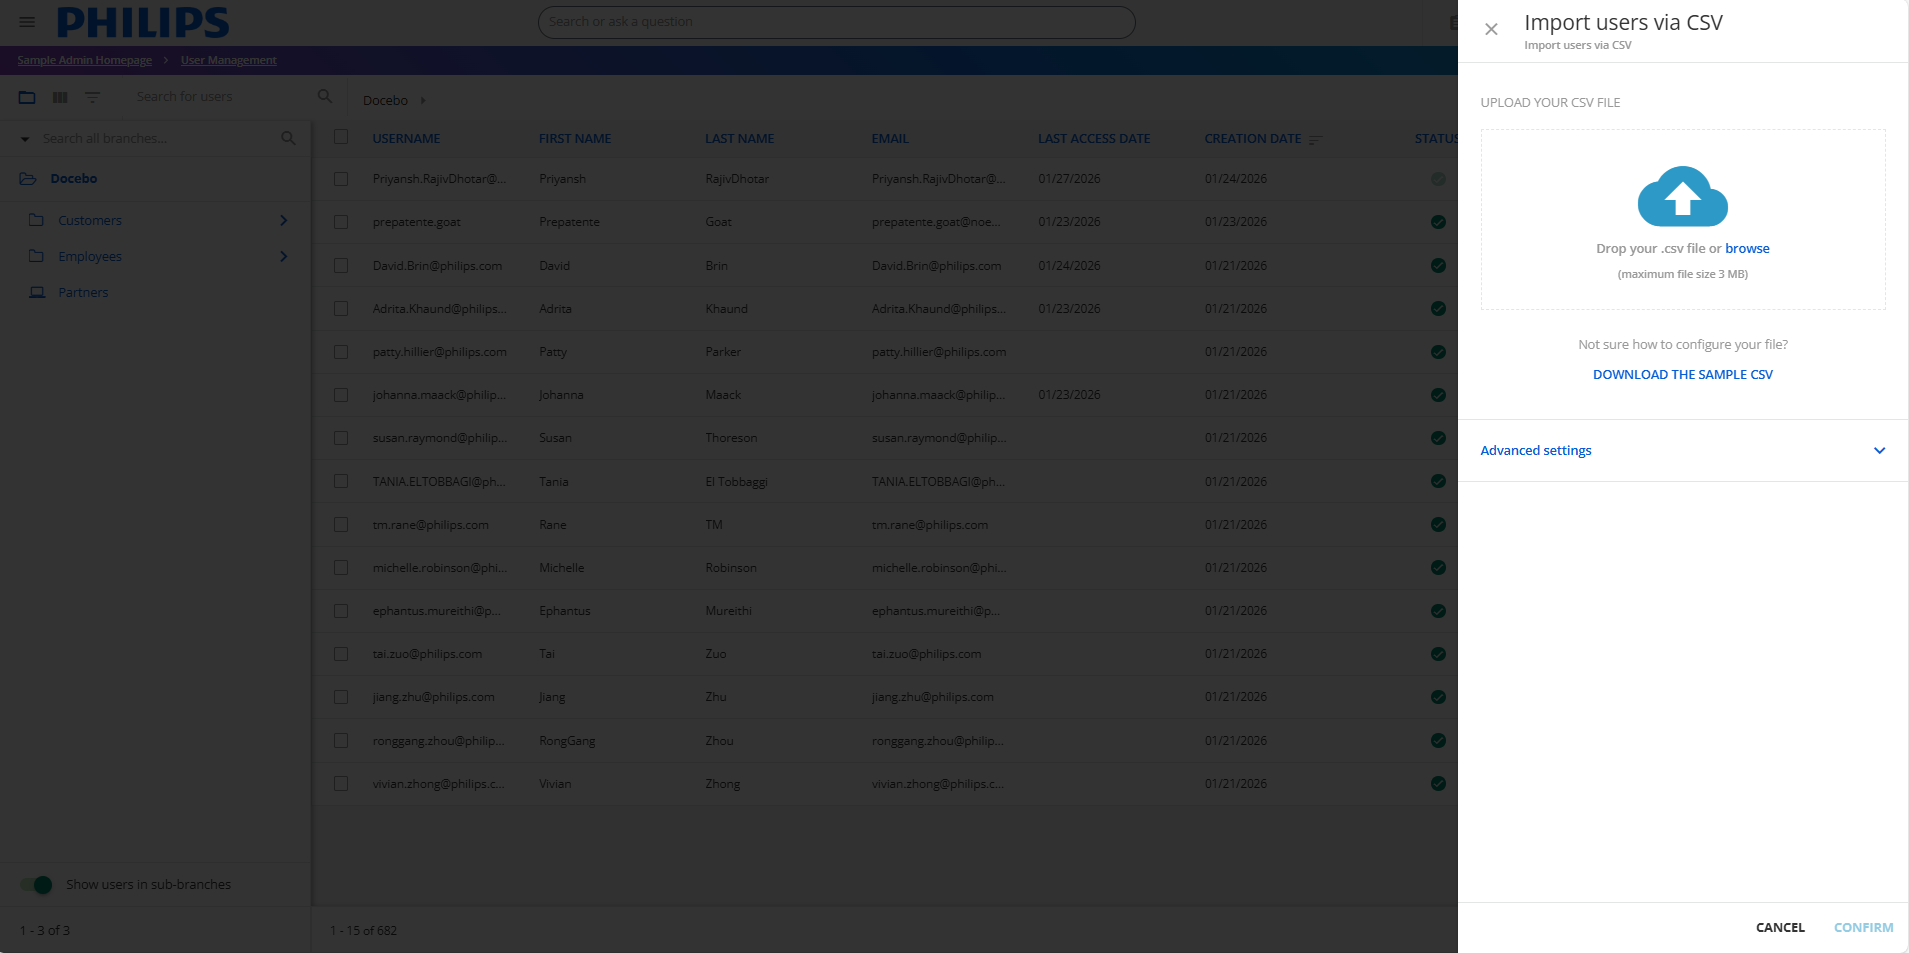 PHILIPS
Search or ask a question
Sample Admin Homepage > User Management
Search for users
Docebo
Search all branches...
Docebo
Customers
Employees
Partners
USERNAME FIRST NAME LAST NAME EMAIL LAST ACCESS DATE CREATION DATE STATUS
Priyansh.RajivDhotar@... Priyansh RajivDhotar Priyansh.RajivDhotar@... 01/27/2026 01/24/2026
prepatente.goat Prepatente Goat prepatente.goat@noe... 01/23/2026 01/23/2026
David.Brin@philips.com David Brin David.Brin@philips.com 01/24/2026 01/21/2026
Adrita.Khaund@philips... Adrita Khaund Adrita.Khaund@philips... 01/23/2026 01/21/2026
patty.hillier@philips.com Patty Parker patty.hillier@philips.com 01/21/2026
johanna.maack@philip... Johanna Maack johanna.maack@philip... 01/23/2026 01/21/2026
susan.raymond@philip... Susan Thoreson susan.raymond@philip... 01/21/2026
TANIA.ELTOBBAGI@ph... Tania El Tobbaggi TANIA.ELTOBBAGI@ph... 01/21/2026
tm.rane@philips.com Rane TM tm.rane@philips.com 01/21/2026
michelle.robinson@phi... Michelle Robinson michelle.robinson@phi... 01/21/2026
ephantus.mureithi@p... Ephantus Mureithi ephantus.mureithi@p... 01/21/2026
tai.zuo@philips.com Tai Zuo tai.zuo@philips.com 01/21/2026
jiang.zhu@philips.com Jiang Zhu jiang.zhu@philips.com 01/21/2026
ronggang.zhou@philip... RongGang Zhou ronggang.zhou@philip... 01/21/2026
vivian.zhong@philips.c... Vivian Zhong vivian.zhong@philips.c... 01/21/2026
Show users in sub-branches
1 - 3 of 3
1 - 15 of 682
Import users via CSV
Import users via CSV
UPLOAD YOUR CSV FILE
Drop your .csv file or browse
(maximum file size 3 MB)
Not sure how to configure your file?
DOWNLOAD THE SAMPLE CSV
Advanced settings
CANCEL CONFIRM